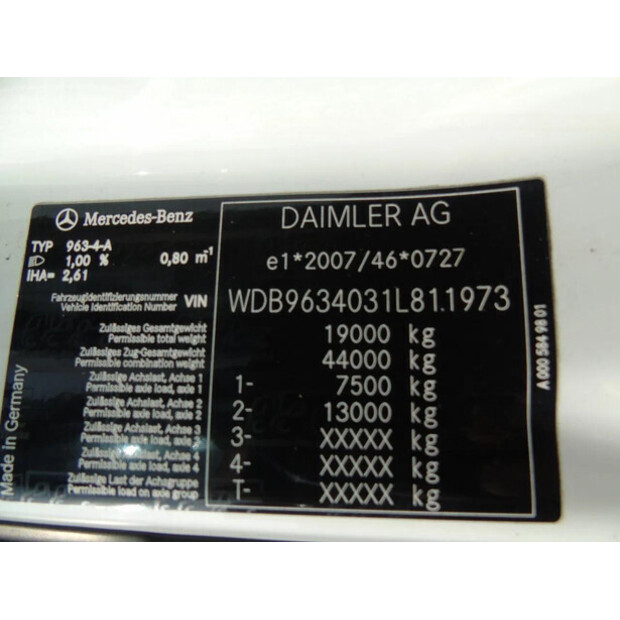 Mercedes-Benz
DAIMLER AG
TYP 963-4-A
1,00 % 0,80 m-1
IHA= 2,61
e1*2007/46*0727
Fahrzeugidentifizierungsnummer
Vehicle Identification Number
VIN
WDB9634031L811973
Zulässiges Gesamtgewicht
Permissible total weight
19000 kg
Zulässiges Zug-Gesamtgewicht
Permissible combination weight
44000 kg
Zulässige Achslast, Achse 1
Permissible axle load, axle 1
1- 7500 kg
Zulässige Achslast, Achse 2
Permissible axle load, axle 2
2- 13000 kg
Zulässige Achslast, Achse 3
Permissible axle load, axle 3
3- XXXXX kg
Zulässige Achslast, Achse 4
Permissible axle load, axle 4
4- XXXXX kg
Zulässige Last der Achsgruppe
Permissible load on axle group
T- XXXXX kg
Made in Germany
A 000 584 98 01